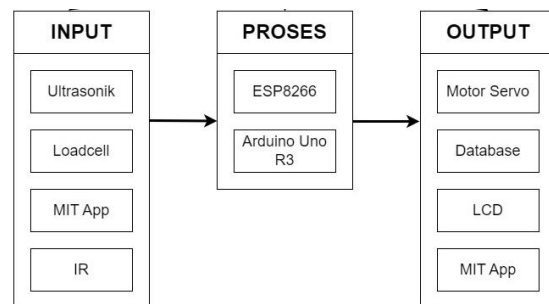 INPUT
Ultrasonik
Loadcell
MIT App
IR
PROSES
ESP8266
Arduino Uno
R3
OUTPUT
Motor Servo
Database
LCD
MIT App